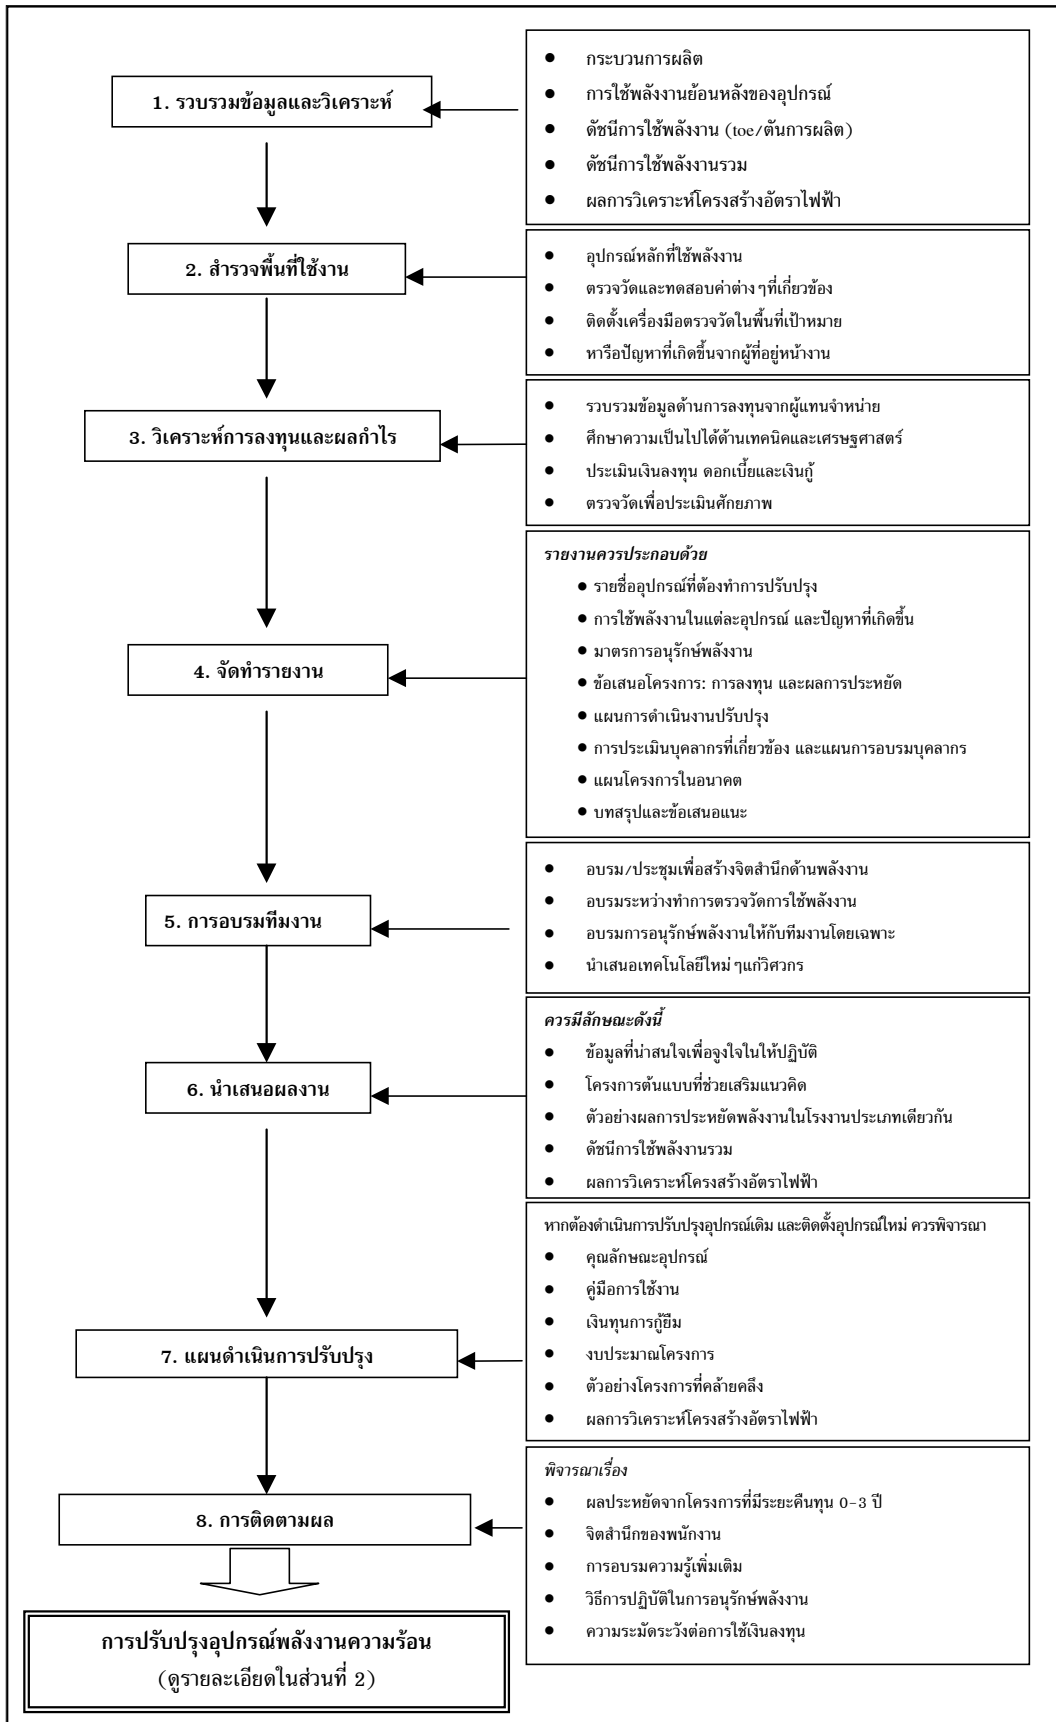 1. รวบรวมข้อมูลและวิเคราะห์
● กระบวนการผลิต
● การใช้พลังงานย้อนหลังของอุปกรณ์
● ดัชนีการใช้พลังงาน (toe/ตันการผลิต)
● ดัชนีการใช้พลังงานรวม
● ผลการวิเคราะห์โครงสร้างอัตราไฟฟ้า
2. สำรวจพื้นที่ใช้งาน
● อุปกรณ์หลักที่ใช้พลังงาน
● ตรวจวัดและทดสอบค่าต่าง ๆที่เกี่ยวข้อง
● ติดตั้งเครื่องมือตรวจวัดในพื้นที่เป้าหมาย
● หารือปัญหาที่เกิดขึ้นจากผู้ที่อยู่หน้างาน
3. วิเคราะห์การลงทุนและผลกำไร
● รวบรวมข้อมูลด้านการลงทุนจากผู้แทนจำหน่าย
● ศึกษาความเป็นไปได้ด้านเทคนิคและเศรษฐศาสตร์
● ประเมินเงินลงทุน ดอกเบี้ยและเงินกู้
● ตรวจวัดเพื่อประเมินศักยภาพ
4. จัดทำรายงาน
รายงานควรประกอบด้วย
● รายชื่ออุปกรณ์ที่ต้องทำการปรับปรุง
● การใช้พลังงานในแต่ละอุปกรณ์ และปัญหาที่เกิดขึ้น
● มาตรการอนุรักษ์พลังงาน
● ข้อเสนอโครงการ: การลงทุน และผลการประหยัด
● แผนการดำเนินงานปรับปรุง
● การประเมินบุคลากรที่เกี่ยวข้อง และแผนการอบรมบุคลากร
● แผนโครงการในอนาคต
● บทสรุปและข้อเสนอแนะ
5. การอบรมทีมงาน
● อบรม/ประชุมเพื่อสร้างจิตสำนึกด้านพลังงาน
● อบรมระหว่างทำการตรวจวัดการใช้พลังงาน
● อบรมการอนุรักษ์พลังงานให้กับทีมงานโดยเฉพาะ
● นำเสนอเทคโนโลยีใหม่ ๆแก่วิศวกร
6. นำเสนอผลงาน
ควรมีลักษณะดังนี้
● ข้อมูลที่น่าสนใจเพื่อจูงใจในให้ปฏิบัติ
● โครงการต้นแบบที่ช่วยเสริมแนวคิด
● ตัวอย่างผลการประหยัดพลังงานในโรงงานประเภทเดียวกัน
● ดัชนีการใช้พลังงานรวม
● ผลการวิเคราะห์โครงสร้างอัตราไฟฟ้า
7. แผนดำเนินการปรับปรุง
หากต้องดำเนินการปรับปรุงอุปกรณ์เดิม และติดตั้งอุปกรณ์ใหม่ ควรพิจารณา
● คุณลักษณะอุปกรณ์
● คู่มือการใช้งาน
● เงินทุนการกู้ยืม
● งบประมาณโครงการ
● ตัวอย่างโครงการที่คล้ายคลึง
● ผลการวิเคราะห์โครงสร้างอัตราไฟฟ้า
8. การติดตามผล
พิจารณาเรื่อง
● ผลประหยัดจากโครงการที่มีระยะคืนทุน 0-3 ปี
● จิตสำนึกของพนักงาน
● การอบรมความรู้เพิ่มเติม
● วิธีการปฏิบัติในการอนุรักษ์พลังงาน
● ความระมัดระวังต่อการใช้เงินลงทุน
การปรับปรุงอุปกรณ์พลังงานความร้อน
(ดูรายละเอียดในส่วนที่ 2)